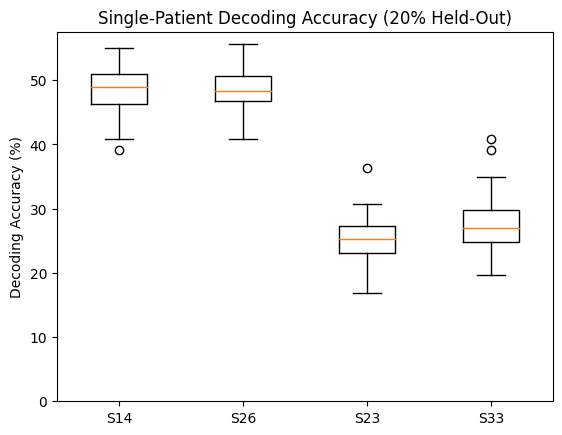 Single-Patient Decoding Accuracy (20% Held-Out)
Decoding Accuracy (%)
50
40
30
20
10
0
S14 S26 S23 S33